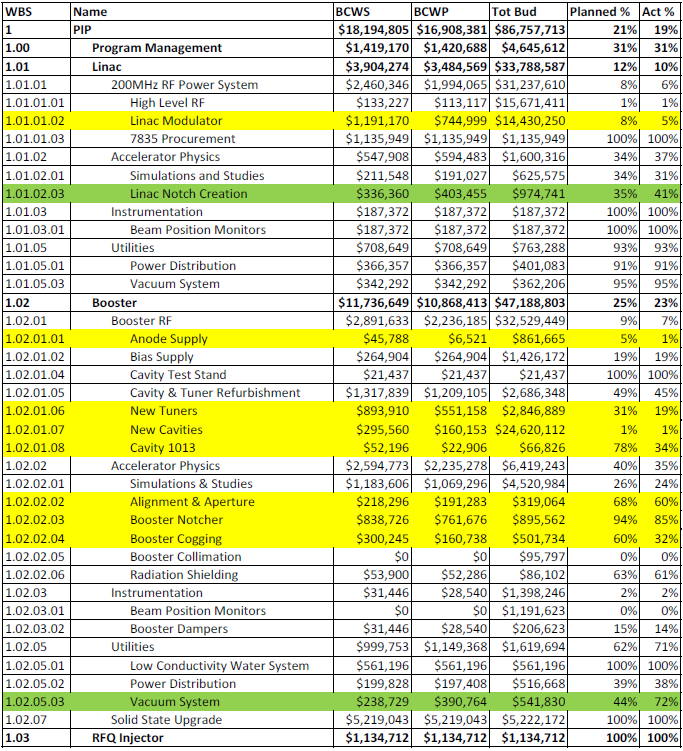 WBS Name BCWS BCWP Tot Bud Planned % Act %
1 PIP $18,194,805 $16,908,381 $86,757,713 21% 19%
1.00 Program Management $1,419,170 $1,420,688 $4,645,612 31% 31%
1.01 Linac $3,904,274 $3,484,569 $33,788,587 12% 10%
1.01.01 200MHz RF Power System $2,460,346 $1,994,065 $31,237,610 8% 6%
1.01.01.01 High Level RF $133,227 $113,117 $15,671,411 1% 1%
1.01.01.02 Linac Modulator $1,191,170 $744,999 $14,430,250 8% 5%
1.01.01.03 7835 Procurement $1,135,949 $1,135,949 $1,135,949 100% 100%
1.01.02 Accelerator Physics $547,908 $594,483 $1,600,316 34% 37%
1.01.02.01 Simulations and Studies $211,548 $191,027 $625,575 34% 31%
1.01.02.03 Linac Notch Creation $336,360 $403,455 $974,741 35% 41%
1.01.03 Instrumentation $187,372 $187,372 $187,372 100% 100%
1.01.03.01 Beam Position Monitors $187,372 $187,372 $187,372 100% 100%
1.01.05 Utilities $708,649 $708,649 $763,288 93% 93%
1.01.05.01 Power Distribution $366,357 $366,357 $401,083 91% 91%
1.01.05.03 Vacuum System $342,292 $342,292 $362,206 95% 95%
1.02 Booster $11,736,649 $10,868,413 $47,188,803 25% 23%
1.02.01 Booster RF $2,891,633 $2,236,185 $32,529,449 9% 7%
1.02.01.01 Anode Supply $45,788 $6,521 $861,665 5% 1%
1.02.01.02 Bias Supply $264,904 $264,904 $1,426,172 19% 19%
1.02.01.04 Cavity Test Stand $21,437 $21,437 $21,437 100% 100%
1.02.01.05 Cavity & Tuner Refurbishment $1,317,839 $1,209,105 $2,686,348 49% 45%
1.02.01.06 New Tuners $893,910 $551,158 $2,846,889 31% 19%
1.02.01.07 New Cavities $295,560 $160,153 $24,620,112 1% 1%
1.02.01.08 Cavity 1013 $52,196 $22,906 $66,826 78% 34%
1.02.02 Accelerator Physics $2,594,773 $2,235,278 $6,419,243 40% 35%
1.02.02.01 Simulations & Studies $1,183,606 $1,069,296 $4,520,984 26% 24%
1.02.02.02 Alignment & Aperture $218,296 $191,283 $319,064 68% 60%
1.02.02.03 Booster Notcher $838,726 $761,676 $895,562 94% 85%
1.02.02.04 Booster Cogging $300,245 $160,738 $501,734 60% 32%
1.02.02.05 Booster Collimation $0 $0 $95,797 0% 0%
1.02.02.06 Radiation Shielding $53,900 $52,286 $86,102 63% 61%
1.02.03 Instrumentation $31,446 $28,540 $1,398,246 2% 2%
1.02.03.01 Beam Position Monitors $0 $0 $1,191,623 0% 0%
1.02.03.02 Booster Dampers $31,446 $28,540 $206,623 15% 14%
1.02.05 Utilities $999,753 $1,149,368 $1,619,694 62% 71%
1.02.05.01 Low Conductivity Water System $561,196 $561,196 $561,196 100% 100%
1.02.05.02 Power Distribution $199,828 $197,408 $516,668 39% 38%
1.02.05.03 Vacuum System $238,729 $390,764 $541,830 44% 72%
1.02.07 Solid State Upgrade $5,219,043 $5,219,043 $5,222,172 100% 100%
1.03 RFQ Injector $1,134,712 $1,134,712 $1,134,712 100% 100%